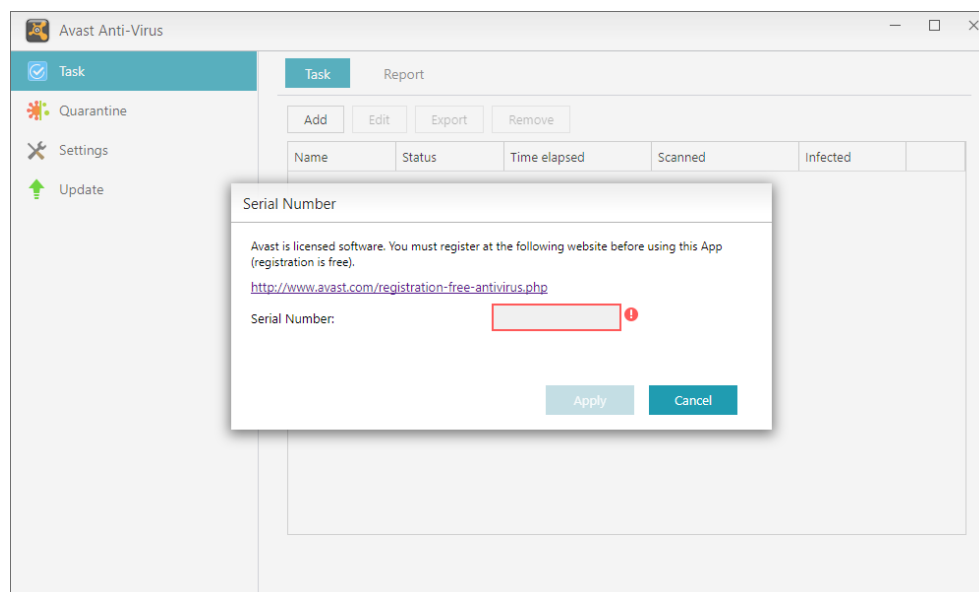 Avast Anti-Virus
Task
Quarantine
Settings
Update
Task Report
Add Edit Export Remove
Name Status Time elapsed Scanned Infected
Serial Number
Avast is licensed software. You must register at the following website before using this App
(registration is free).
http://www.avast.com/registration-free-antivirus.php
Serial Number:
Apply Cancel